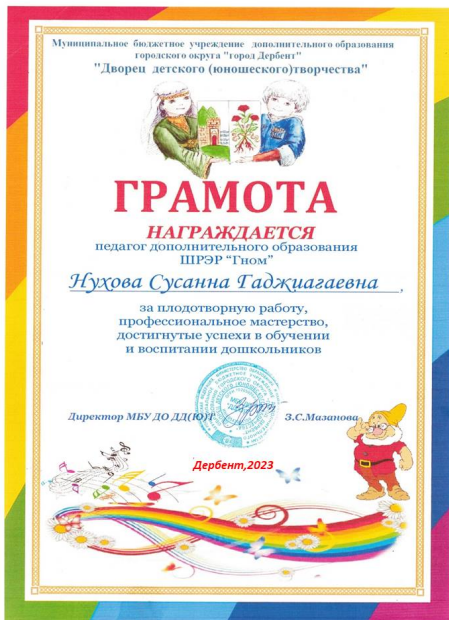 Муниципальное бюджетное учреждение дополнительного образования
городского округа "город Дербент"
"Дворец детского (юношеского)творчества"
ГРАМОТА
НАГРАЖДАЕТСЯ
педагог дополнительного образования
ШРЭР “Гном”
Нухова Сусанна Гаджиагаевна,
за плодотворную работу,
профессиональное мастерство,
достигнутые успехи в обучении
и воспитании дошкольников
Директор МБУ ДО ДД(Ю)Т З.С.Мазанова
Дербент,2023